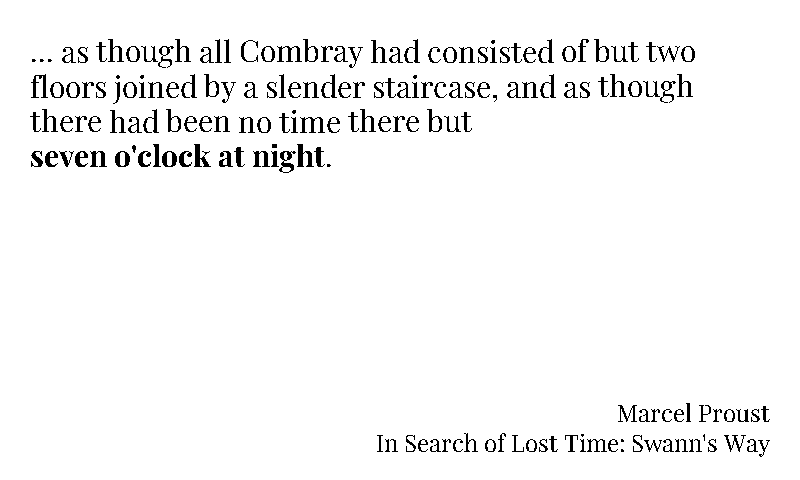 ... as though all Combray had consisted of but two
floors joined by a slender staircase, and as though
there had been no time there but
seven o'clock at night.
Marcel Proust
In Search of Lost Time: Swann's Way